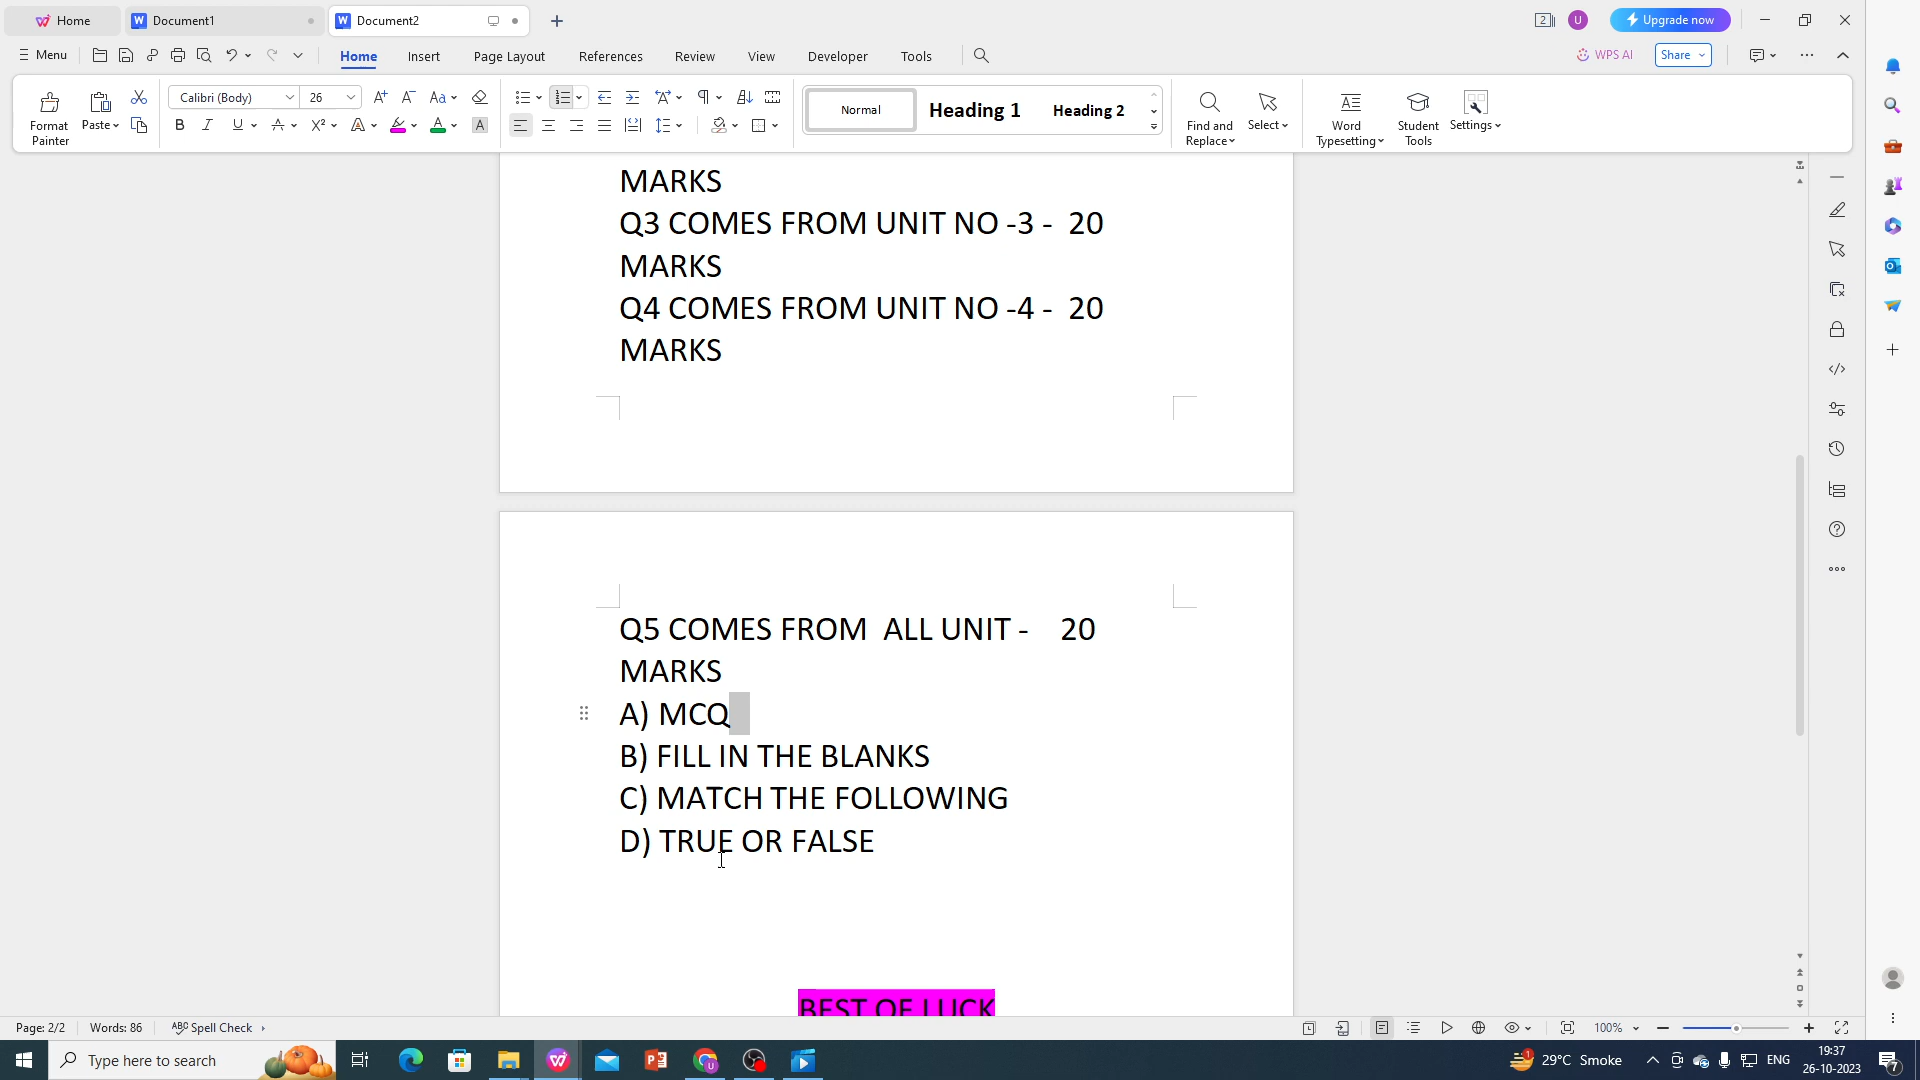 Home
Document1
Document2
2
U
Upgrade now
Menu
Home
Insert
Page Layout
References
Review
View
Developer
Tools
WPS AI
Share
Format
Painter
Paste
Calibri (Body)
26
Normal
Heading 1
Heading 2
Find and
Replace
Select
Word
Typesetting
Student
Tools
Settings
MARKS
Q3 COMES FROM UNIT NO -3 -  20
MARKS
Q4 COMES FROM UNIT NO -4 -  20
MARKS
Q5 COMES FROM  ALL UNIT -    20
MARKS
A) MCQ
B) FILL IN THE BLANKS
C) MATCH THE FOLLOWING
D) TRUE OR FALSE
BEST OF LUCK
Page: 2/2
Words: 86
Spell Check
100%
Type here to search
29°C Smoke
ENG
19:37
26-10-2023
7